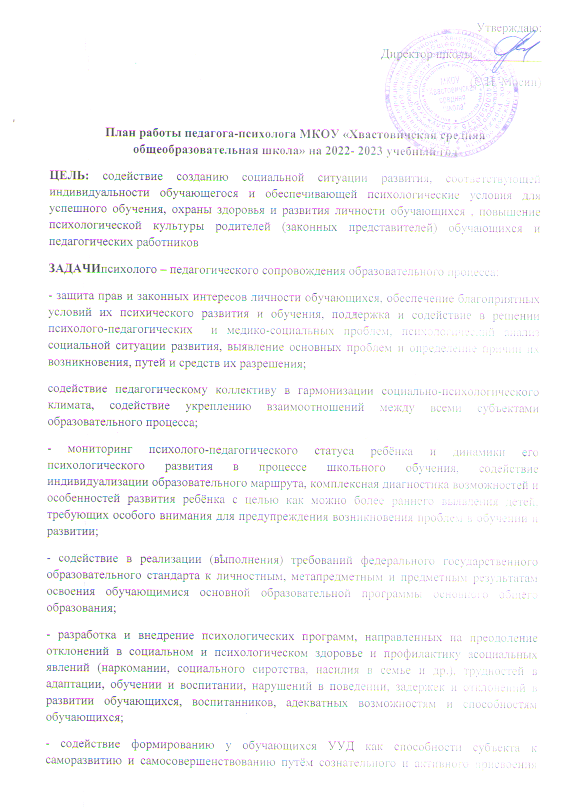 Утверждаю:
Директор школы
План работы педагога-психолога МКОУ «Хвастовичская средняя
общеобразовательная школа» на 2022- 2023 учебный год
ЦЕЛЬ: содействие созданию социальной ситуации развития, соответствующей
индивидуальности обучающегося и обеспечивающей психологические условия для
успешного обучения, охраны здоровья и развития личности обучающихся , повышение
психологической культуры родителей (законных представителей) обучающихся и
педагогических работников
ЗАДАЧИпсихолого – педагогического сопровождения образовательного процесса:
- защита прав и законных интересов личности обучающихся, обеспечение благоприятных
условий их психического развития и обучения, поддержка и содействие в решении
психолого-педагогических и медико-социальных проблем, психологический анализ
социальной ситуации развития, выявление основных проблем и определение причин их
возникновения, путей и средств их разрешения;
содействие педагогическому коллективу в гармонизации социально-психологического
климата, содействие укреплению взаимоотношений между всеми субъектами
образовательного процесса;
- мониторинг психолого-педагогического статуса ребёнка и динамики его
психологического развития в процессе школьного обучения, содействие
индивидуализации образовательного маршрута, комплексная диагностика возможностей и
особенностей развития ребёнка с целью как можно более раннего выявления детей,
требующих особого внимания для предупреждения возникновения проблем в обучении и
развитии;
- содействие в реализации (выполнения) требований федерального государственного
образовательного стандарта к личностным, метапредметным и предметным результатам
освоения обучающимися основной образовательной программы основного общего
образования;
- разработка и внедрение психологических программ, направленных на преодоление
отклонений в социальном и психологическом здоровье и профилактику асоциальных
явлений (наркомании, социального сиротства, насилия в семье и др.), трудностей в
адаптации, обучении и воспитании, нарушений в поведении, задержек и отклонений в
развитии обучающихся, воспитанников, адекватных возможностям и способностям
обучающихся;
- содействие формированию у обучающихся УУД как способности субъекта к
саморазвитию и самосовершенствованию путём сознательного и активного присвоения